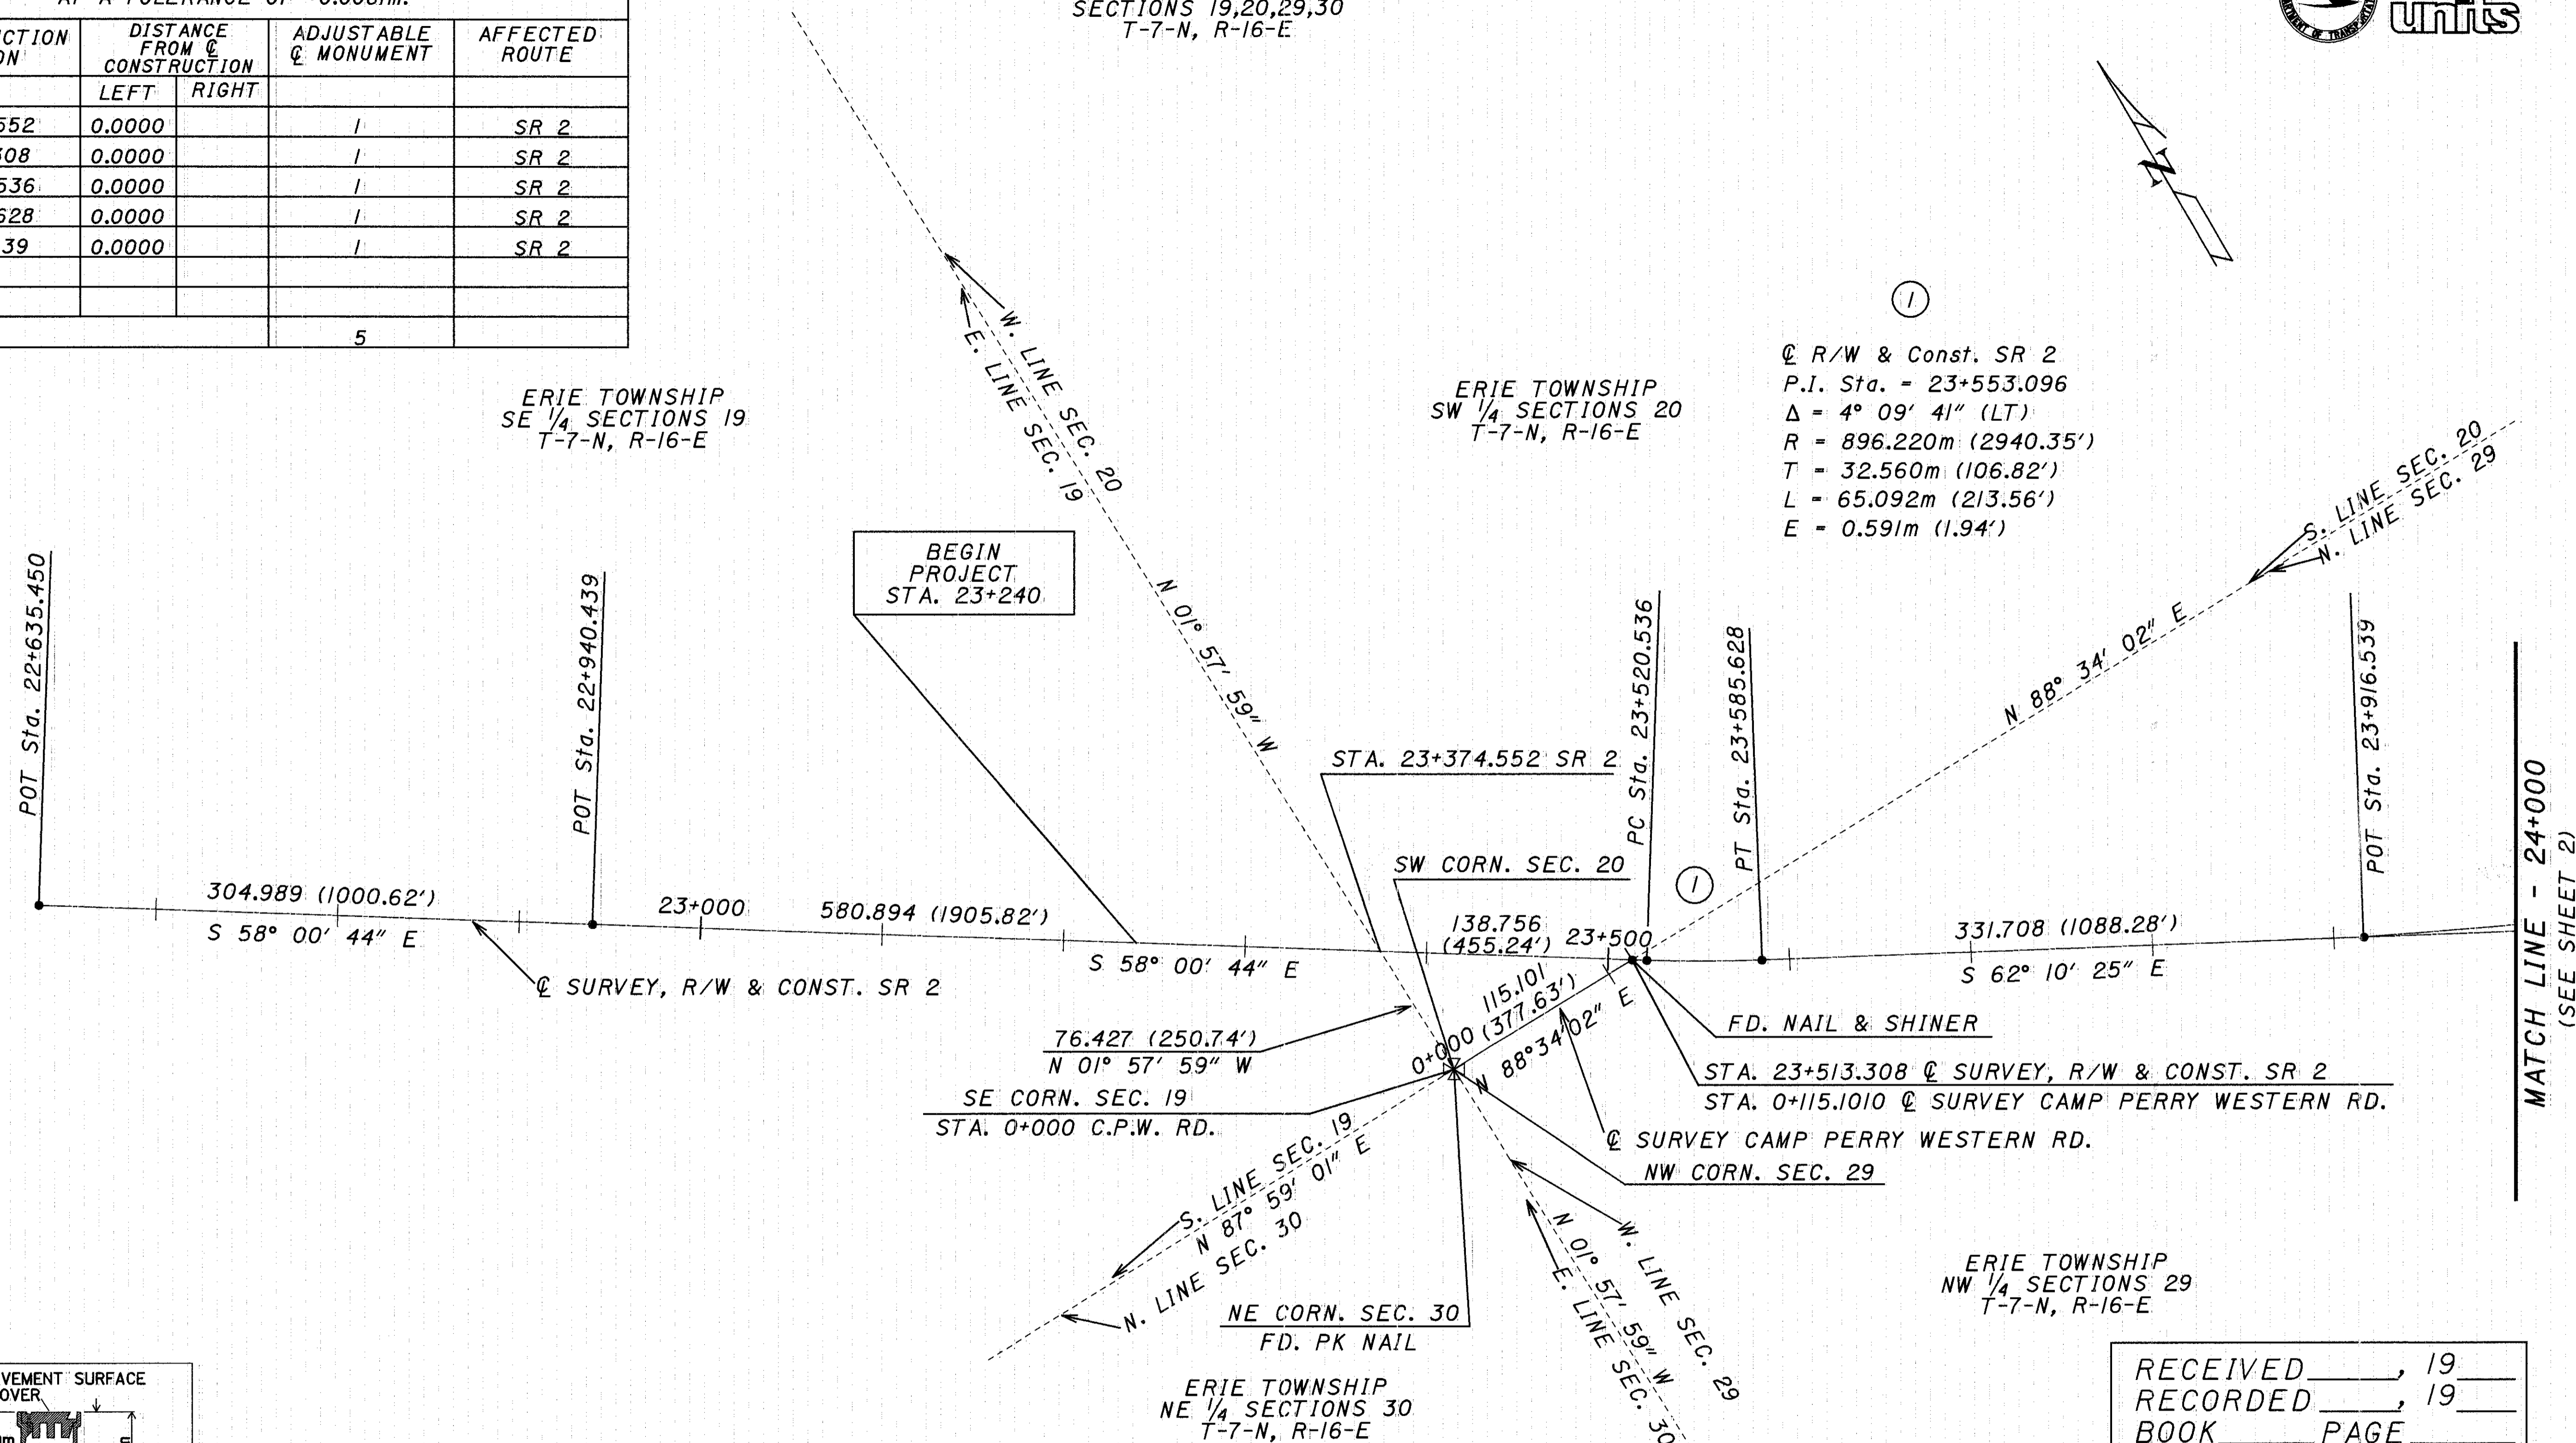 SECTIONS 19,20,29,30
T-7-N, R-16-E
DEPARTMENT OF TRANSPORTATION
units
DISTANCE FROM ℄ CONSTRUCTION
ADJUSTABLE ℄ MONUMENT
AFFECTED ROUTE
LEFT RIGHT
552 0.0000 1 SR 2
308 0.0000 1 SR 2
536 0.0000 1 SR 2
628 0.0000 1 SR 2
39 0.0000 1 SR 2
5
N
ERIE TOWNSHIP
SE 1/4 SECTIONS 19
T-7-N, R-16-E
W. LINE SEC. 20
E. LINE SEC. 19
ERIE TOWNSHIP
SW 1/4 SECTIONS 20
T-7-N, R-16-E
1
℄ R/W & Const. SR 2
P.I. Sta. = 23+553.096
Δ = 4° 09' 41" (LT)
R = 896.220m (2940.35')
T = 32.560m (106.82')
L = 65.092m (213.56')
E = 0.591m (1.94')
S. LINE SEC. 20
N. LINE SEC. 29
BEGIN
PROJECT
STA. 23+240
POT Sta. 22+635.450
POT Sta. 22+940.439
N 01° 57' 59" W
PC Sta. 23+520.536
PT Sta. 23+585.628
N 88° 34' 02" E
POT Sta. 23+916.539
STA. 23+374.552 SR 2
SW CORN. SEC. 20
1
304.989 (1000.62')
S 58° 00' 44" E
23+000
580.894 (1905.82')
S 58° 00' 44" E
138.756
(455.24')
23+500
331.708 (1088.28')
S 62° 10' 25" E
MATCH LINE - 24+000
(SEE SHEET 2)
℄ SURVEY, R/W & CONST. SR 2
115.101
(377.63')
0+000
N 88°34'02" E
FD. NAIL & SHINER
76.427 (250.74')
N 01° 57' 59" W
STA. 23+513.308 ℄ SURVEY, R/W & CONST. SR 2
STA. 0+115.1010 ℄ SURVEY CAMP PERRY WESTERN RD.
SE CORN. SEC. 19
STA. 0+000 C.P.W. RD.
℄ SURVEY CAMP PERRY WESTERN RD.
NW CORN. SEC. 29
S. LINE SEC. 19
N 87° 59' 01" E
N. LINE SEC. 30
W. LINE SEC. 29
N 01° 57' 59" W
E. LINE SEC. 30
NE CORN. SEC. 30
FD. PK NAIL
ERIE TOWNSHIP
NW 1/4 SECTIONS 29
T-7-N, R-16-E
ERIE TOWNSHIP
NE 1/4 SECTIONS 30
T-7-N, R-16-E
VEMENT SURFACE
OVER
RECEIVED_____, 19___
RECORDED_____, 19___
BOOK_____ PAGE_____